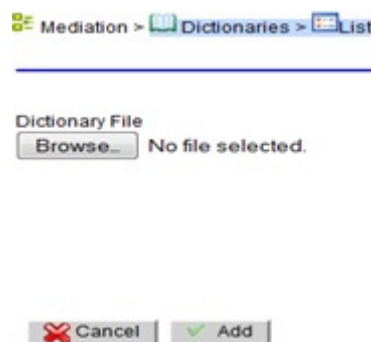 Mediation > Dictionaries > List
Dictionary File
Browse... No file selected.
Cancel Add